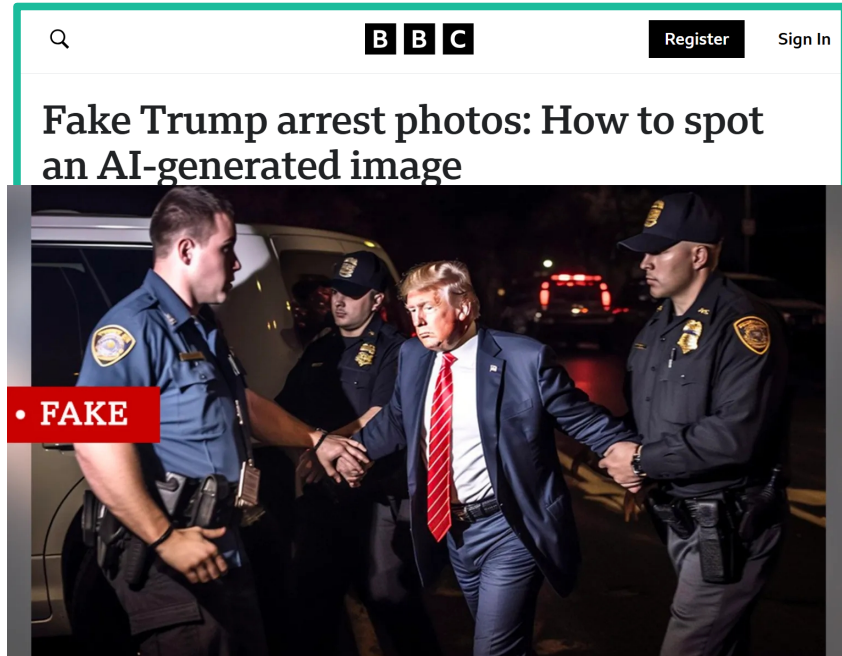 BBC
Register
Sign In
Fake Trump arrest photos: How to spot
an AI-generated image
FAKE